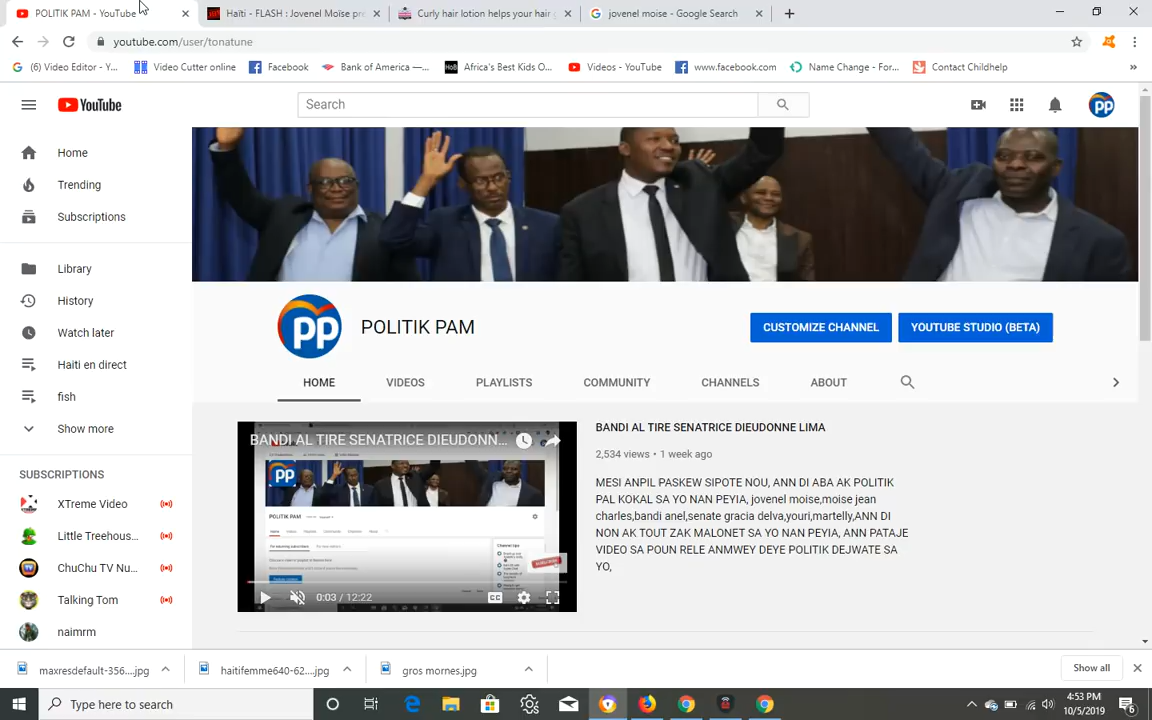 POLITIK PAM - YouTube
Haïti - FLASH : Jovenel Moïse pre
Curly hair lotion helps your hair
jovenel moise - Google Search
youtube.com/user/tonatune
(6) Video Editor - Y...
Video Cutter online
Facebook
Bank of America —...
Africa's Best Kids O...
Videos - YouTube
www.facebook.com
Name Change - For...
Contact Childhelp
YouTube
Search
PP
Home
Trending
Subscriptions
Library
History
Watch later
Haiti en direct
fish
Show more
SUBSCRIPTIONS
XTreme Video
Little Treehous...
ChuChu TV Nu...
Talking Tom
naimrm
PP
POLITIK PAM
CUSTOMIZE CHANNEL
YOUTUBE STUDIO (BETA)
HOME
VIDEOS
PLAYLISTS
COMMUNITY
CHANNELS
ABOUT
BANDI AL TIRE SENATRICE DIEUDONN...
PP
POLITIK PAM
0:03 / 12:22
CC
BANDI AL TIRE SENATRICE DIEUDONNE LIMA
2,534 views • 1 week ago
MESI ANPIL PASKEW SIPOTE NOU, ANN DI ABA AK POLITIK
PAL KOKAL SA YO NAN PEYIA, jovenel moise,moise jean
charles,bandi anel,senate gracia delva,youri,martelly,ANN DI
NON AK TOUT ZAK MALONET SA YO NAN PEYIA, ANN PATAJE
VIDEO SA POUN RELE ANMWEY DEYE POLITIK DEJWATE SA
YO,
maxresdefault-356....jpg
haitifemme640-62....jpg
gros mornes.jpg
Show all
Type here to search
4:53 PM
10/5/2019
6